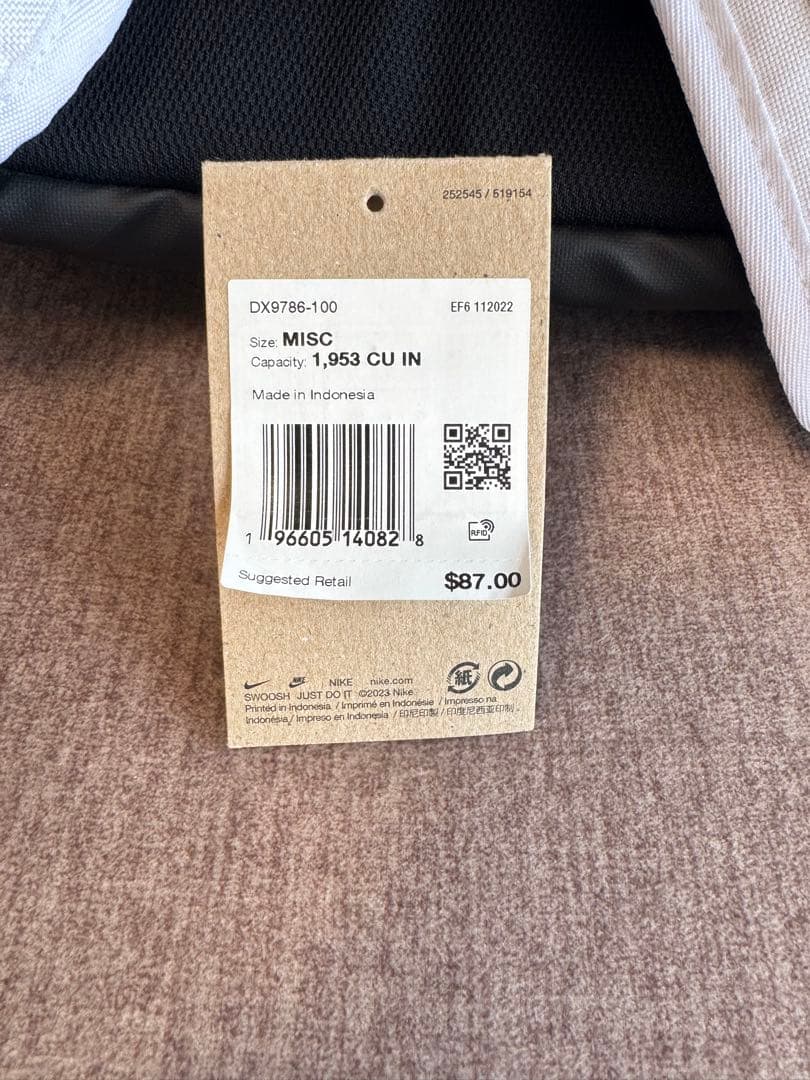 252545 / 519154
DX9786-100 EF6 112022
Size: MISC
Capacity: 1,953 CU IN
Made in Indonesia
1 96605 14082 8
RFID
Suggested Retail $87.00
NIKE NIKE nike.com 紙
SWOOSH JUST DO IT ©2023 Nike
Printed in Indonesia. / Imprimé en Indonésie / Impresso na
Indonésia / Impreso en Indonesia / 印尼印製 / 印度尼西亚印制.